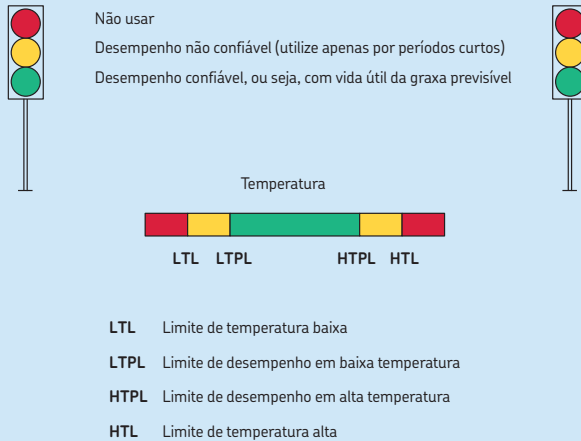 Não usar
Desempenho não confiável (utilize apenas por períodos curtos)
Desempenho confiável, ou seja, com vida útil da graxa previsível
Temperatura
LTL LTPL HTPL HTL
LTL Limite de temperatura baixa
LTPL Limite de desempenho em baixa temperatura
HTPL Limite de desempenho em alta temperatura
HTL Limite de temperatura alta